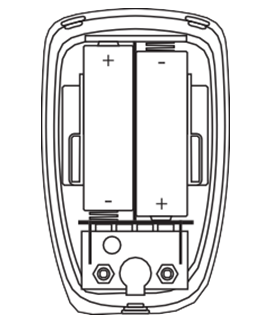 + -
- +